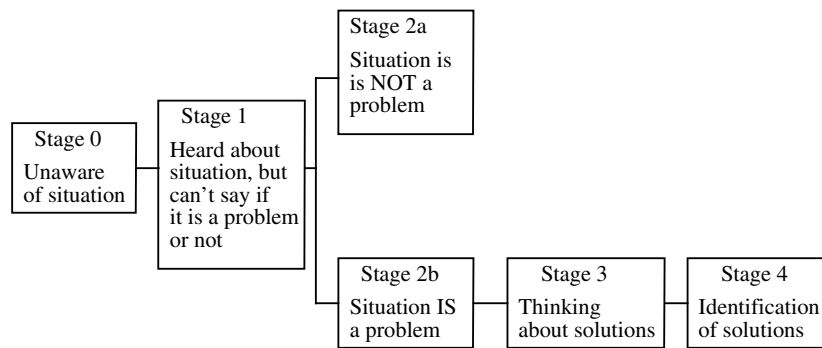 Stage 0
Unaware
of situation
Stage 1
Heard about
situation, but
can't say if
it is a problem
or not
Stage 2a
Situation is
is NOT a
problem
Stage 2b
Situation IS
a problem
Stage 3
Thinking
about solutions
Stage 4
Identification
of solutions